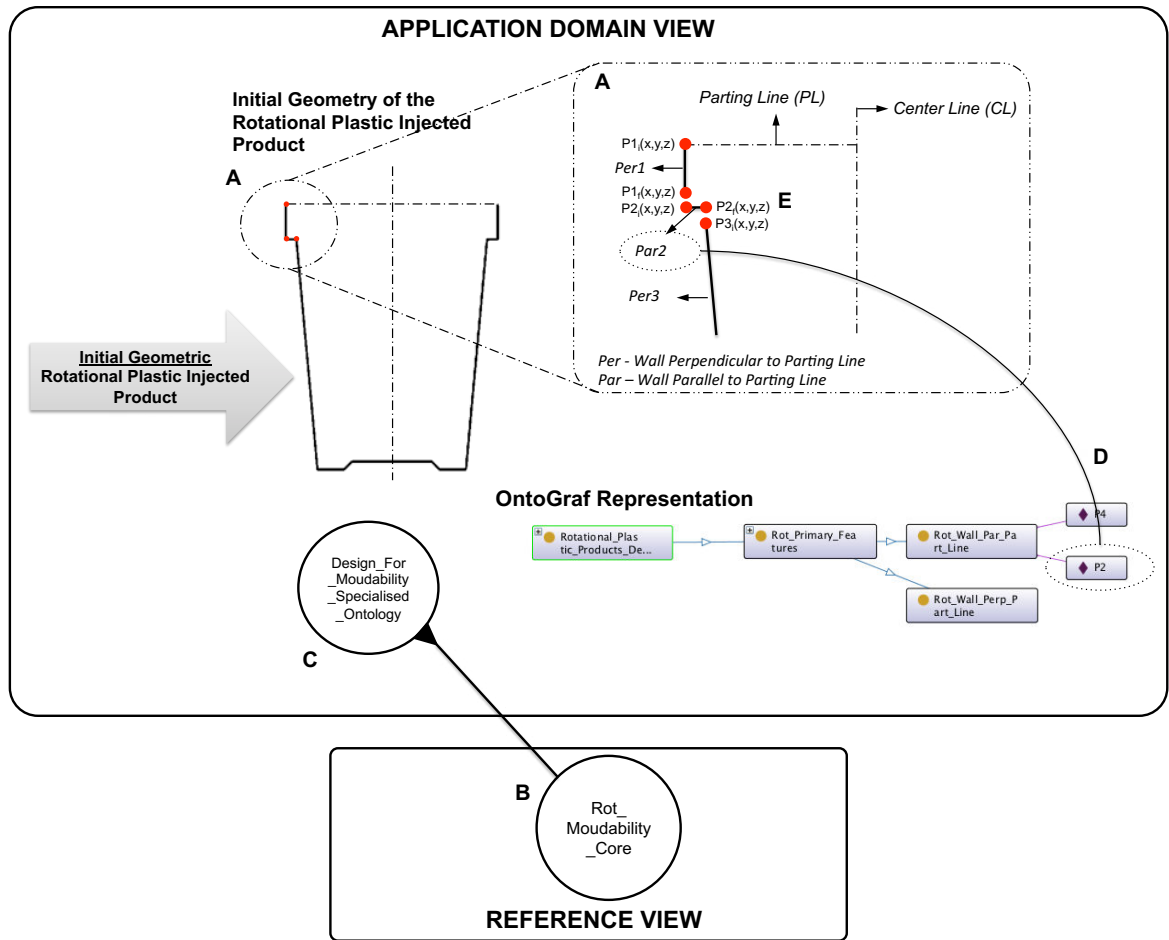 APPLICATION DOMAIN VIEW
Initial Geometry of the
Rotational Plastic Injected
Product
A
A
Parting Line (PL)
Center Line (CL)
P1i(x,y,z)
Per1
P1f(x,y,z)
P2i(x,y,z)
P2f(x,y,z)
E
P3i(x,y,z)
Par2
Per3
Per - Wall Perpendicular to Parting Line
Par – Wall Parallel to Parting Line
Initial Geometric
Rotational Plastic Injected
Product
D
OntoGraf Representation
Rotational_Plas
tic_Products_De...
Rot_Primary_Fea
tures
Rot_Wall_Par_Pa
rt_Line
Rot_Wall_Perp_P
art_Line
P4
P2
Design_For
_Moudability
_Specialised
_Ontology
C
B
Rot_
Moudability
_Core
REFERENCE VIEW